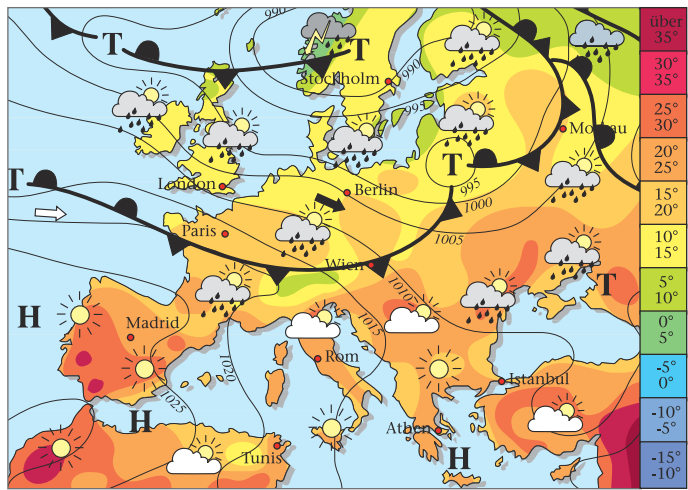 990
T
T
Stockholm
990
995
Moskau
T
T
London
Berlin
995
1000
Paris
1005
Wien
1010
T
H
Madrid
1015
Rom
1020
Istanbul
1025
H
Athen
Tunis
H
über
35°
30°
35°
25°
30°
20°
25°
15°
20°
10°
15°
5°
10°
0°
5°
-5°
0°
-10°
-5°
-15°
-10°